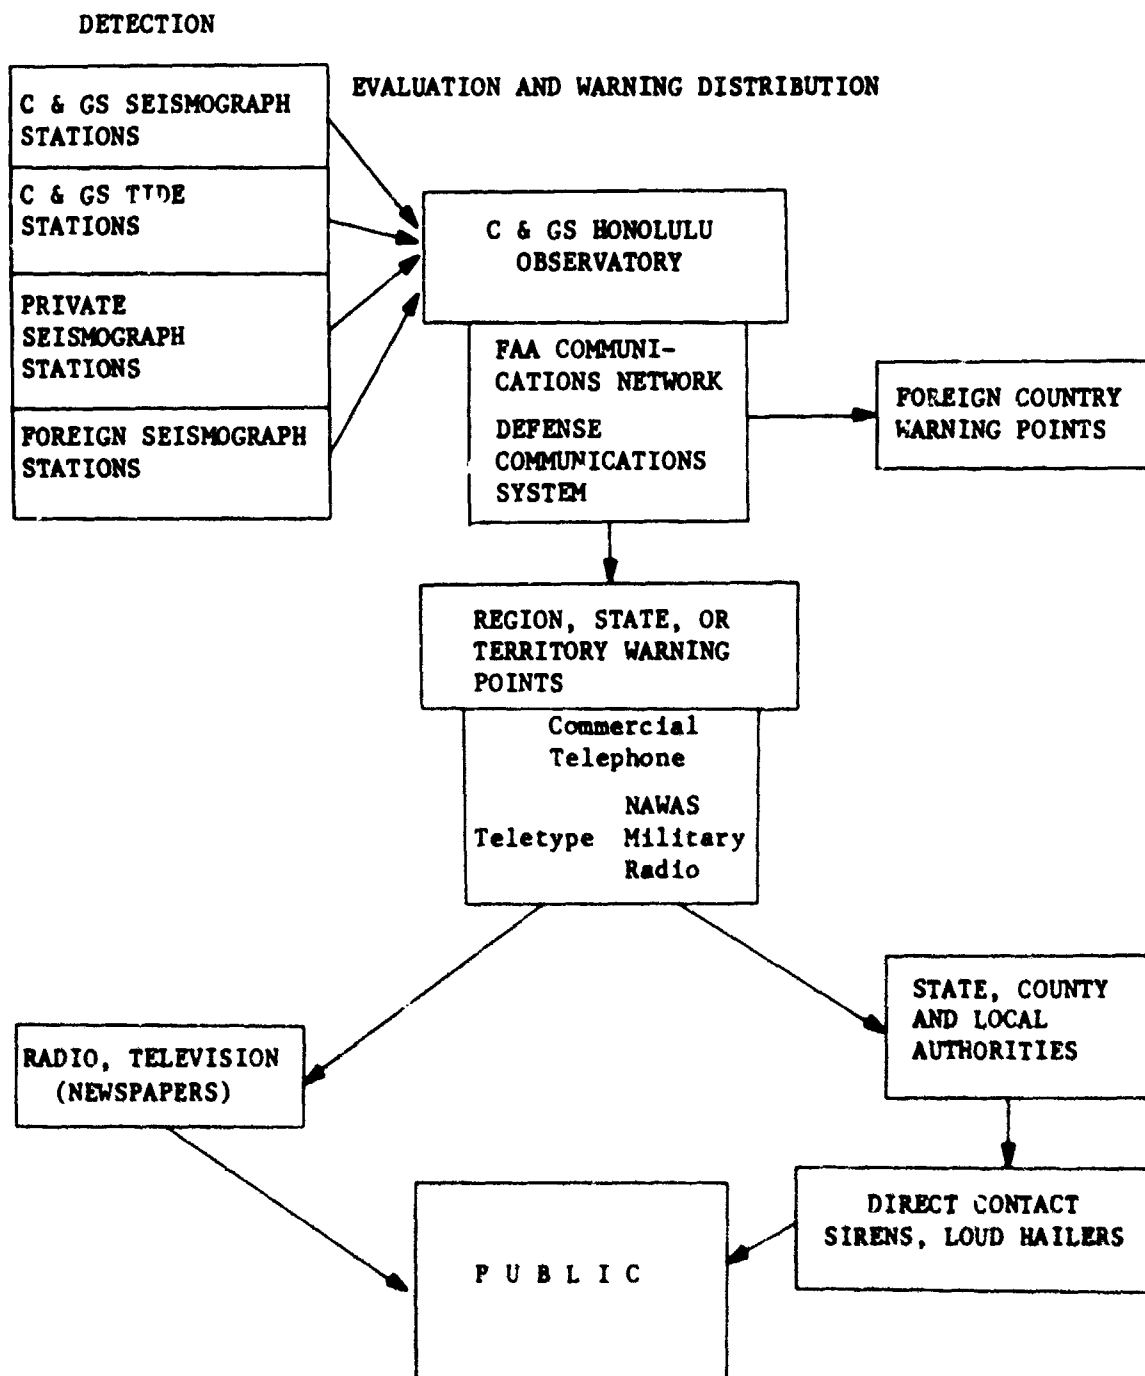 DETECTION
EVALUATION AND WARNING DISTRIBUTION
C & GS SEISMOGRAPH
STATIONS
C & GS TIDE
STATIONS
PRIVATE
SEISMOGRAPH
STATIONS
FOREIGN SEISMOGRAPH
STATIONS
C & GS HONOLULU
OBSERVATORY
FAA COMMUNI-
CATIONS NETWORK
DEFENSE
COMMUNICATIONS
SYSTEM
FOREIGN COUNTRY
WARNING POINTS
REGION, STATE, OR
TERRITORY WARNING
POINTS
Commercial
Telephone
NAWAS
Teletype Military
Radio
RADIO, TELEVISION
(NEWSPAPERS)
STATE, COUNTY
AND LOCAL
AUTHORITIES
DIRECT CONTACT
SIRENS, LOUD HAILERS
P U B L I C